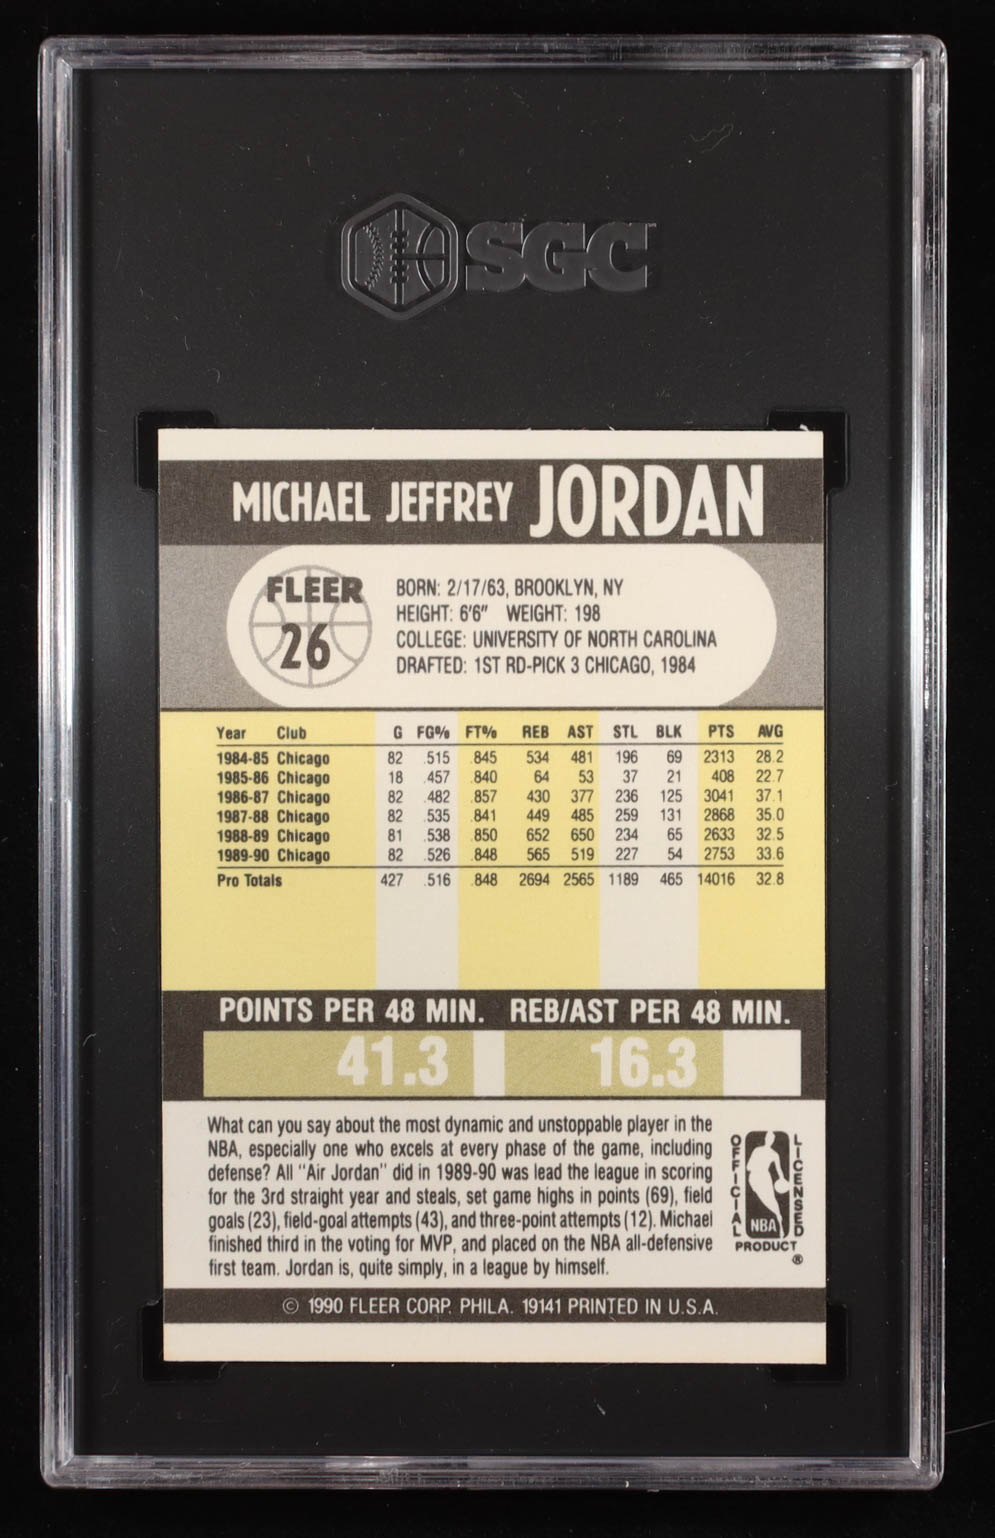 SGC
MICHAEL JEFFREY JORDAN
FLEER
26
BORN: 2/17/63, BROOKLYN, NY
HEIGHT: 6'6" WEIGHT: 198
COLLEGE: UNIVERSITY OF NORTH CAROLINA
DRAFTED: 1ST RD-PICK 3 CHICAGO, 1984
Year Club G FG% FT% REB AST STL BLK PTS AVG
1984-85 Chicago 82 .515 .845 534 481 196 69 2313 28.2
1985-86 Chicago 18 .457 .840 64 53 37 21 408 22.7
1986-87 Chicago 82 .482 .857 430 377 236 125 3041 37.1
1987-88 Chicago 82 .535 .841 449 485 259 131 2868 35.0
1988-89 Chicago 81 .538 .850 652 650 234 65 2633 32.5
1989-90 Chicago 82 .526 .848 565 519 227 54 2753 33.6
Pro Totals 427 .516 .848 2694 2565 1189 465 14016 32.8
POINTS PER 48 MIN. REB/AST PER 48 MIN.
41.3 16.3
What can you say about the most dynamic and unstoppable player in the
NBA, especially one who excels at every phase of the game, including
defense? All "Air Jordan" did in 1989-90 was lead the league in scoring
for the 3rd straight year and steals, set game highs in points (69), field
goals (23), field-goal attempts (43), and three-point attempts (12). Michael
finished third in the voting for MVP, and placed on the NBA all-defensive
first team. Jordan is, quite simply, in a league by himself.
OFFICIAL LICENSED
NBA
PRODUCT
®
© 1990 FLEER CORP. PHILA. 19141 PRINTED IN U.S.A.